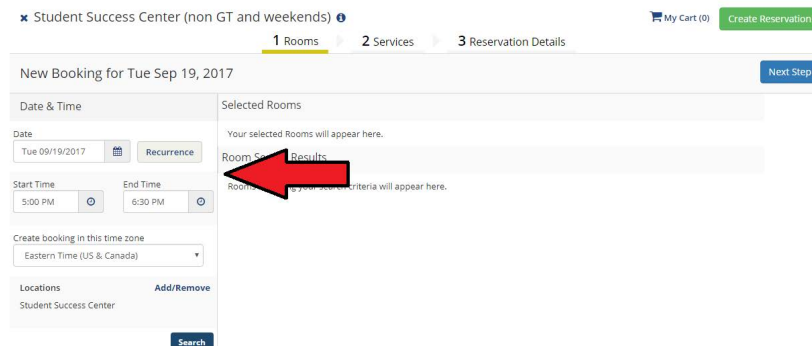 × Student Success Center (non GT and weekends)
My Cart (0)
Create Reservation
1 Rooms
2 Services
3 Reservation Details
New Booking for Tue Sep 19, 2017
Next Step
Date & Time
Selected Rooms
Date
Your selected Rooms will appear here.
Tue 09/19/2017
Recurrence
Room Results
Start Time End Time
Rooms your search criteria will appear here.
5:00 PM
6:30 PM
Create booking in this time zone
Eastern Time (US & Canada)
Locations
Add/Remove
Student Success Center
Search